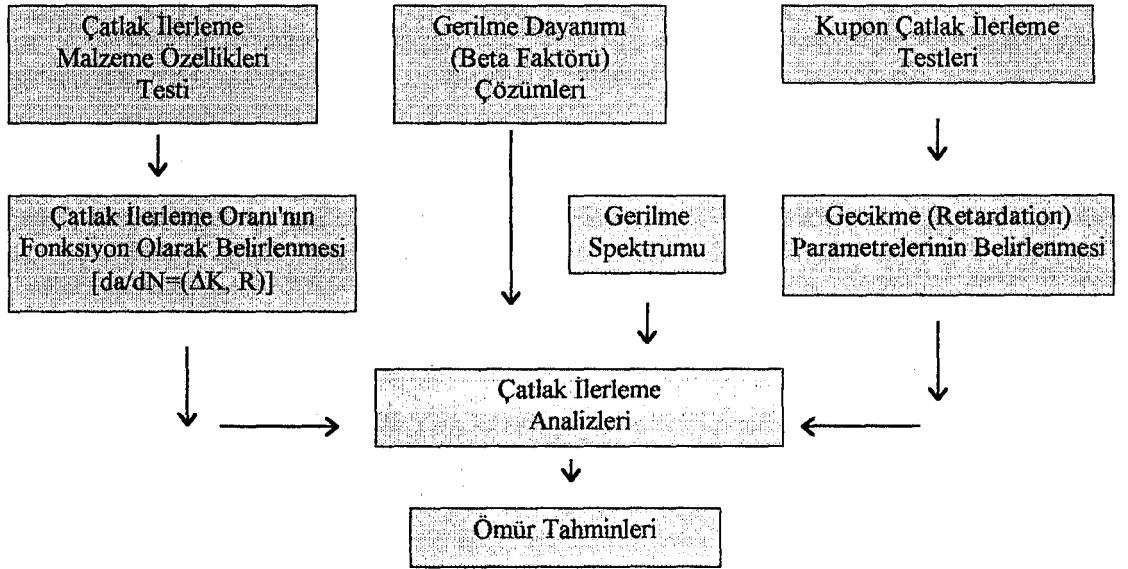 Çatlak İlerleme
Malzeme Özellikleri
Testi
Gerilme Dayanımı
(Beta Faktörü)
Çözümleri
Kupon Çatlak İlerleme
Testleri
Çatlak İlerleme Oranı'nın
Fonksiyon Olarak Belirlenmesi
[da/dN=(ΔK, R)]
Gerilme
Spektrumu
Gecikme (Retardation)
Parametrelerinin Belirlenmesi
Çatlak İlerleme
Analizleri
Ömür Tahminleri